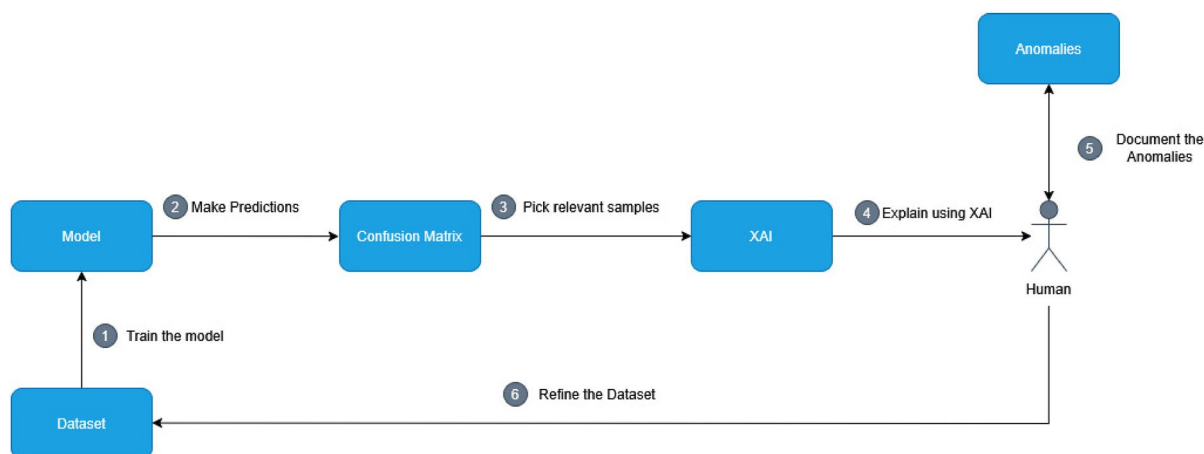 Anomalies
5 Document the
Anomalies
2 Make Predictions
3 Pick relevant samples
4 Explain using XAI
Model
Confusion Matrix
XAI
Human
1 Train the model
6 Refine the Dataset
Dataset